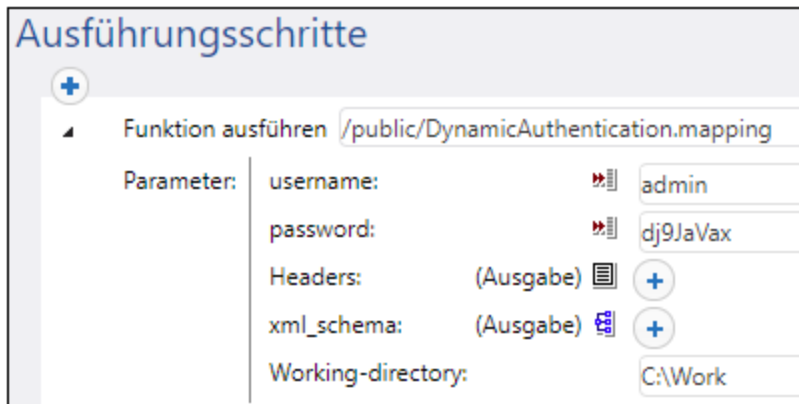 Ausführungsschritte
Funktion ausführen /public/DynamicAuthentication.mapping
Parameter: username: admin
password: dj9JaVax
Headers: (Ausgabe)
xml_schema: (Ausgabe)
Working-directory: C:\Work